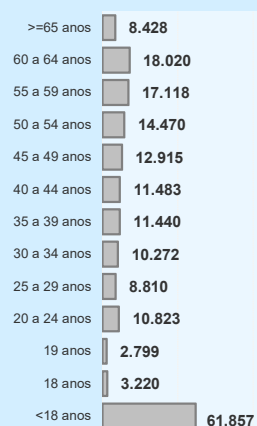 >=65 anos 8.428
60 a 64 anos 18.020
55 a 59 anos 17.118
50 a 54 anos 14.470
45 a 49 anos 12.915
40 a 44 anos 11.483
35 a 39 anos 11.440
30 a 34 anos 10.272
25 a 29 anos 8.810
20 a 24 anos 10.823
19 anos 2.799
18 anos 3.220
<18 anos 61.857